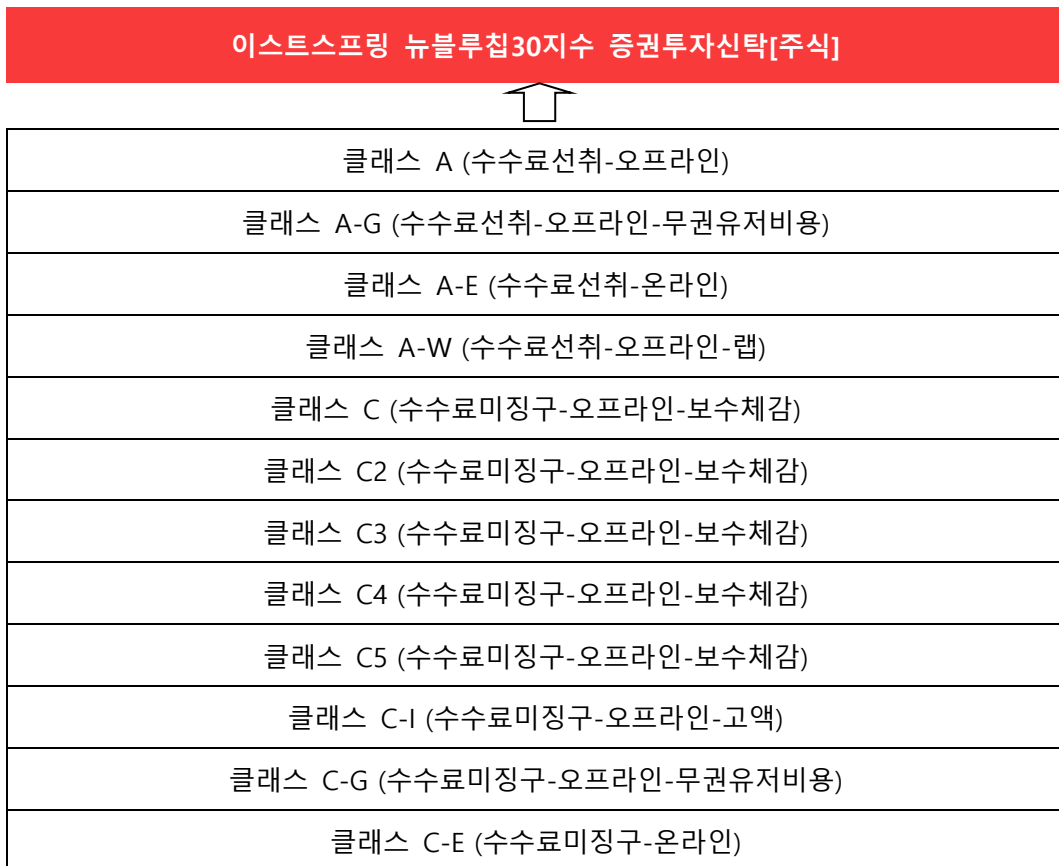 이스트스프링 뉴블루칩30지수 증권투자신탁[주식]
클래스 A (수수료선취-오프라인)
클래스 A-G (수수료선취-오프라인-무권유저비용)
클래스 A-E (수수료선취-온라인)
클래스 A-W (수수료선취-오프라인-랩)
클래스 C (수수료미징구-오프라인-보수체감)
클래스 C2 (수수료미징구-오프라인-보수체감)
클래스 C3 (수수료미징구-오프라인-보수체감)
클래스 C4 (수수료미징구-오프라인-보수체감)
클래스 C5 (수수료미징구-오프라인-보수체감)
클래스 C-I (수수료미징구-오프라인-고액)
클래스 C-G (수수료미징구-오프라인-무권유저비용)
클래스 C-E (수수료미징구-온라인)